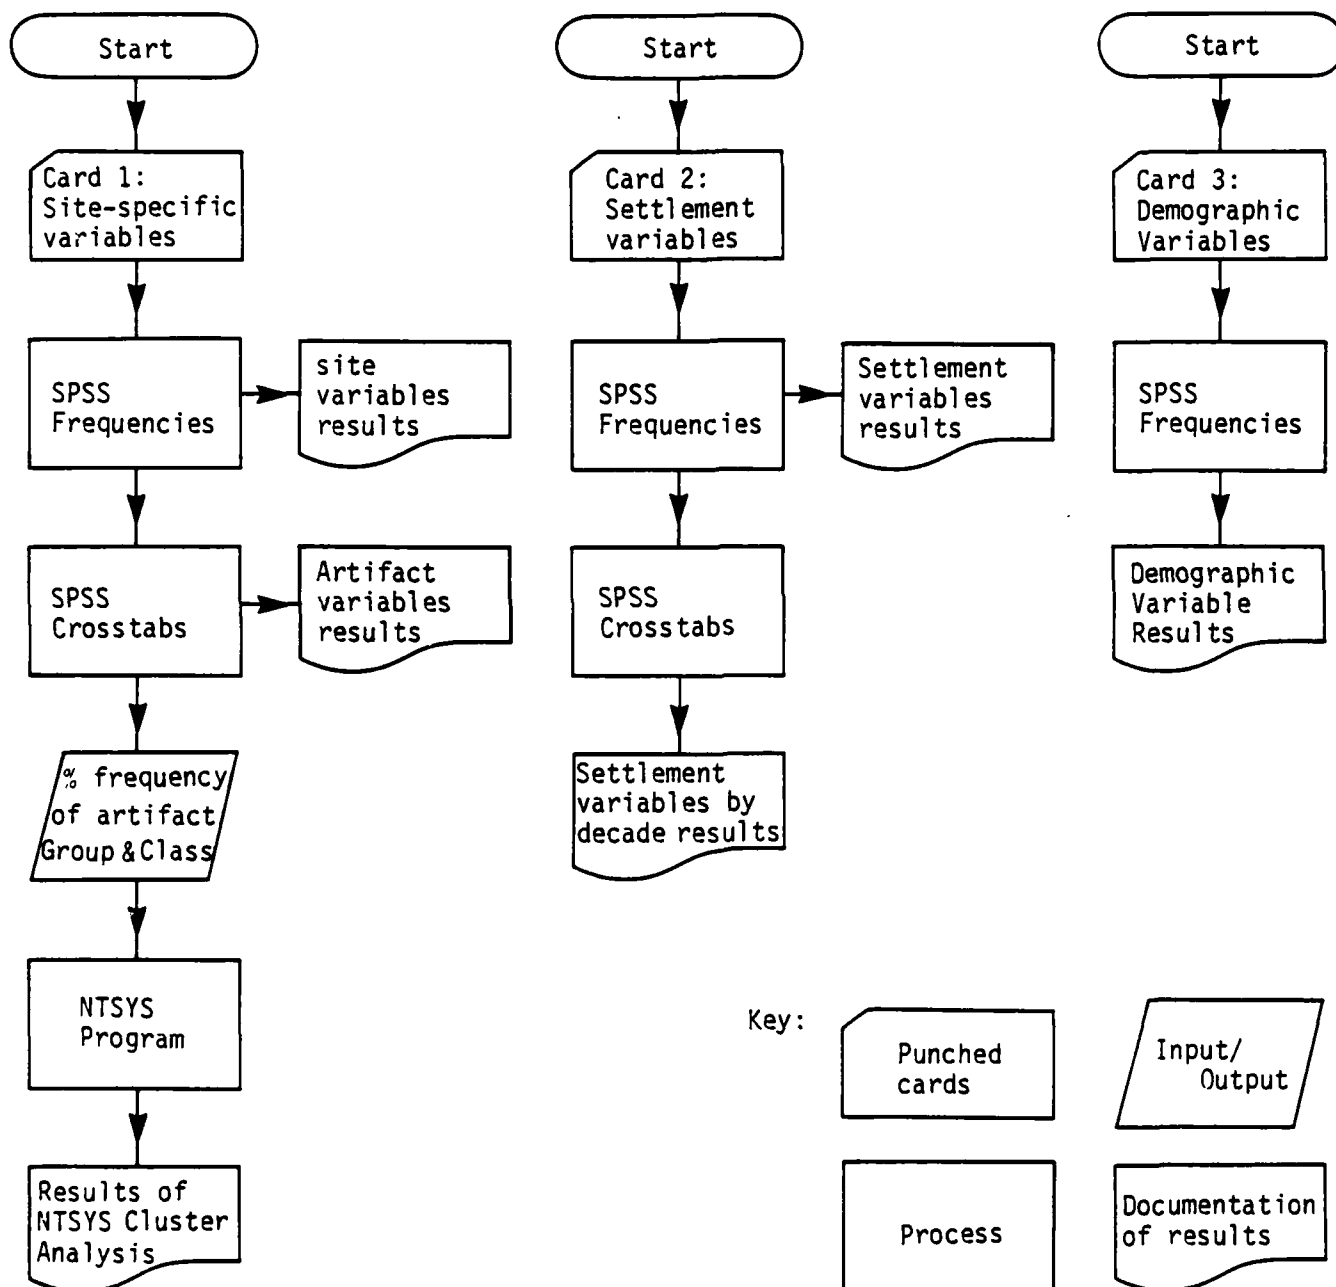 Start
Card 1:
Site-specific
variables
SPSS
Frequencies
site
variables
results
SPSS
Crosstabs
Artifact
variables
results
% frequency
of artifact
Group & Class
NTSYS
Program
Results of
NTSYS Cluster
Analysis
Start
Card 2:
Settlement
variables
SPSS
Frequencies
Settlement
variables
results
SPSS
Crosstabs
Settlement
variables by
decade results
Start
Card 3:
Demographic
Variables
SPSS
Frequencies
Demographic
Variable
Results
Key:
Punched
cards
Input/
Output
Process
Documentation
of results